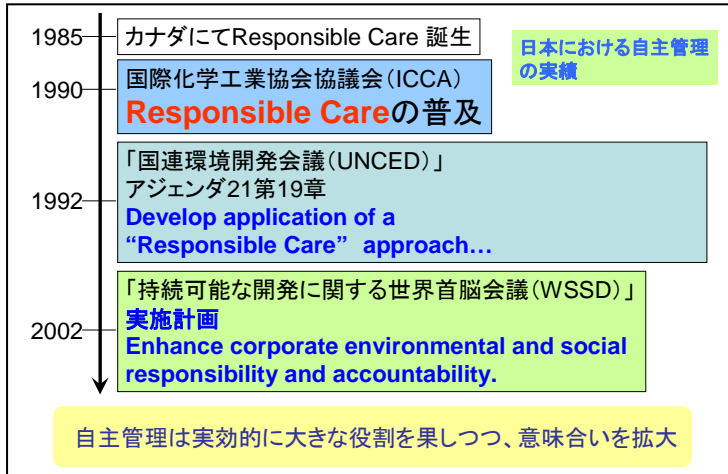 1985
カナダにてResponsible Care 誕生
日本における自主管理
の実績
1990
国際化学工業協会協議会（ICCA）
Responsible Careの普及
1992
「国連環境開発会議（UNCED）」
アジェンダ21第19章
Develop application of a
“Responsible Care” approach…
2002
「持続可能な開発に関する世界首脳会議（WSSD）」
実施計画
Enhance corporate environmental and social
responsibility and accountability.
自主管理は実効的に大きな役割を果しつつ、意味合いを拡大